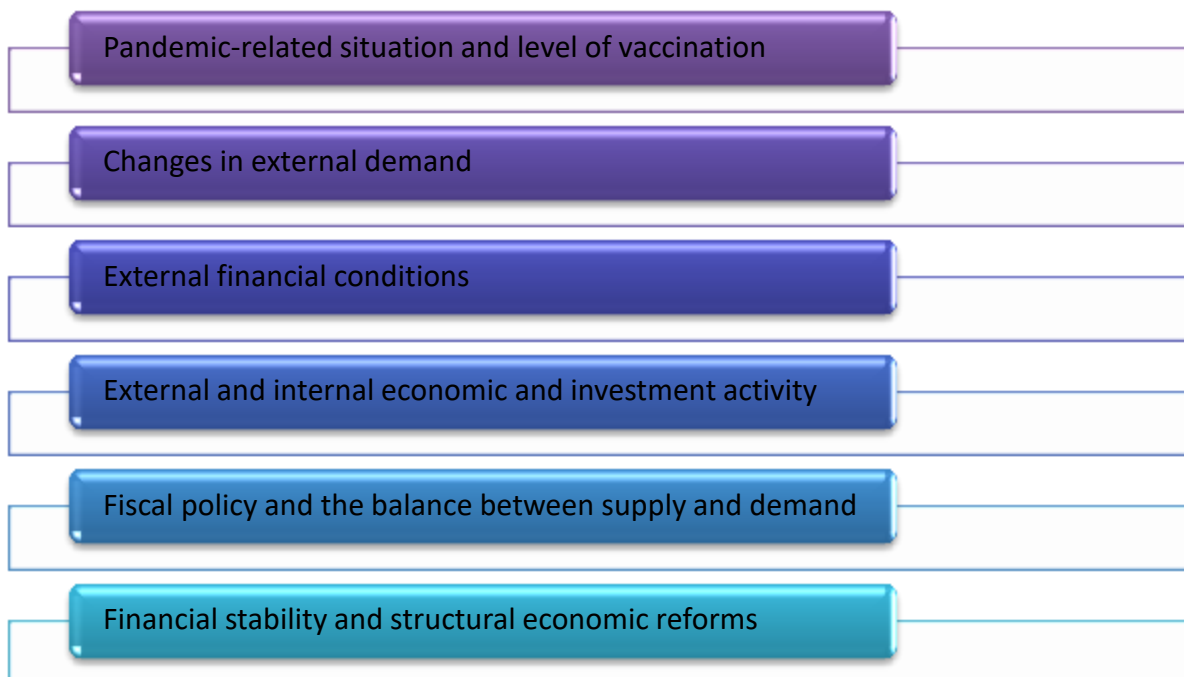 Pandemic-related situation and level of vaccination
Changes in external demand
External financial conditions
External and internal economic and investment activity
Fiscal policy and the balance between supply and demand
Financial stability and structural economic reforms